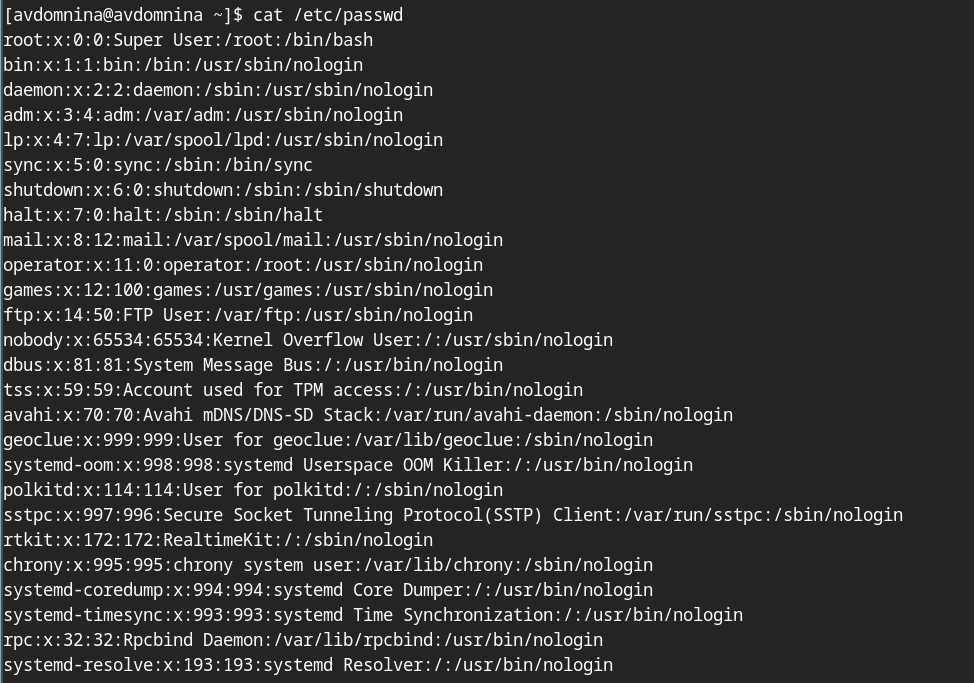 [avdomnina@avdomnina ~]$ cat /etc/passwd
root:x:0:0:Super User:/root:/bin/bash
bin:x:1:1:bin:/bin:/usr/sbin/nologin
daemon:x:2:2:daemon:/sbin:/usr/sbin/nologin
adm:x:3:4:adm:/var/adm:/usr/sbin/nologin
lp:x:4:7:lp:/var/spool/lpd:/usr/sbin/nologin
sync:x:5:0:sync:/sbin:/bin/sync
shutdown:x:6:0:shutdown:/sbin:/sbin/shutdown
halt:x:7:0:halt:/sbin:/sbin/halt
mail:x:8:12:mail:/var/spool/mail:/usr/sbin/nologin
operator:x:11:0:operator:/root:/usr/sbin/nologin
games:x:12:100:games:/usr/games:/usr/sbin/nologin
ftp:x:14:50:FTP User:/var/ftp:/usr/sbin/nologin
nobody:x:65534:65534:Kernel Overflow User:/:/usr/sbin/nologin
dbus:x:81:81:System Message Bus:/:/usr/bin/nologin
tss:x:59:59:Account used for TPM access:/:/usr/bin/nologin
avahi:x:70:70:Avahi mDNS/DNS-SD Stack:/var/run/avahi-daemon:/sbin/nologin
geoclue:x:999:999:User for geoclue:/var/lib/geoclue:/sbin/nologin
systemd-oom:x:998:998:systemd Userspace OOM Killer:/:/usr/bin/nologin
polkitd:x:114:114:User for polkitd:/:/sbin/nologin
sstpc:x:997:996:Secure Socket Tunneling Protocol(SSTP) Client:/var/run/sstpc:/sbin/nologin
rtkit:x:172:172:RealtimeKit:/:/sbin/nologin
chrony:x:995:995:chrony system user:/var/lib/chrony:/sbin/nologin
systemd-coredump:x:994:994:systemd Core Dumper:/:/usr/bin/nologin
systemd-timesync:x:993:993:systemd Time Synchronization:/:/usr/bin/nologin
rpc:x:32:32:Rpcbind Daemon:/var/lib/rpcbind:/usr/bin/nologin
systemd-resolve:x:193:193:systemd Resolver:/:/usr/bin/nologin